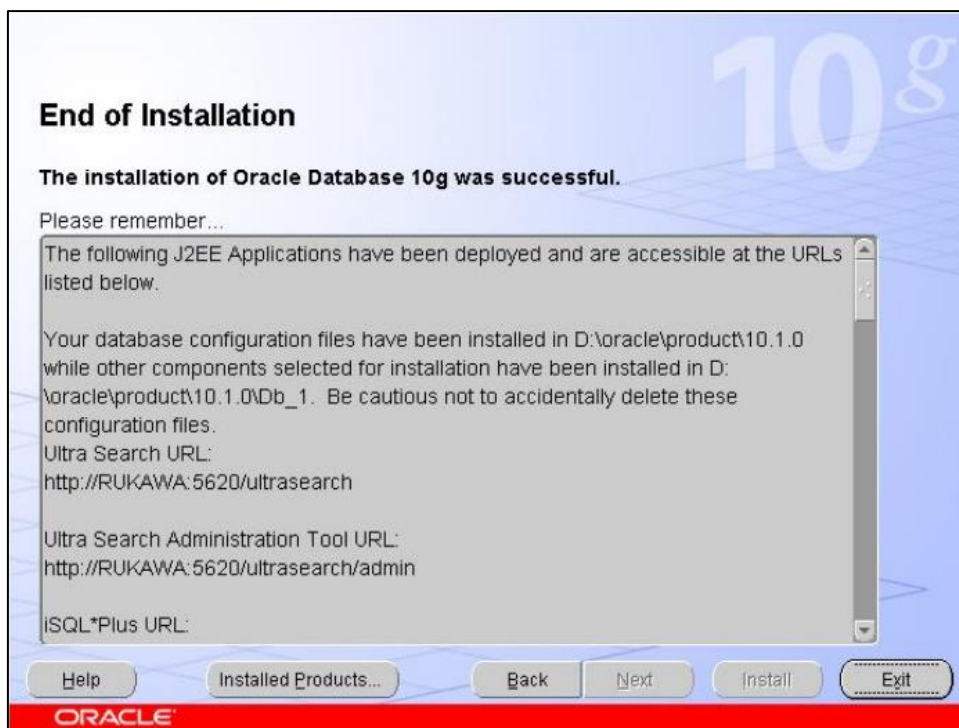 10g
End of Installation
The installation of Oracle Database 10g was successful.
Please remember...
The following J2EE Applications have been deployed and are accessible at the URLs
listed below.
Your database configuration files have been installed in D:\oracle\product\10.1.0
while other components selected for installation have been installed in D:
\oracle\product\10.1.0\Db_1.  Be cautious not to accidentally delete these
configuration files.
Ultra Search URL:
http://RUKAWA:5620/ultrasearch
Ultra Search Administration Tool URL:
http://RUKAWA:5620/ultrasearch/admin
iSQL*Plus URL:
Help Installed Products... Back Next Install Exit
ORACLE